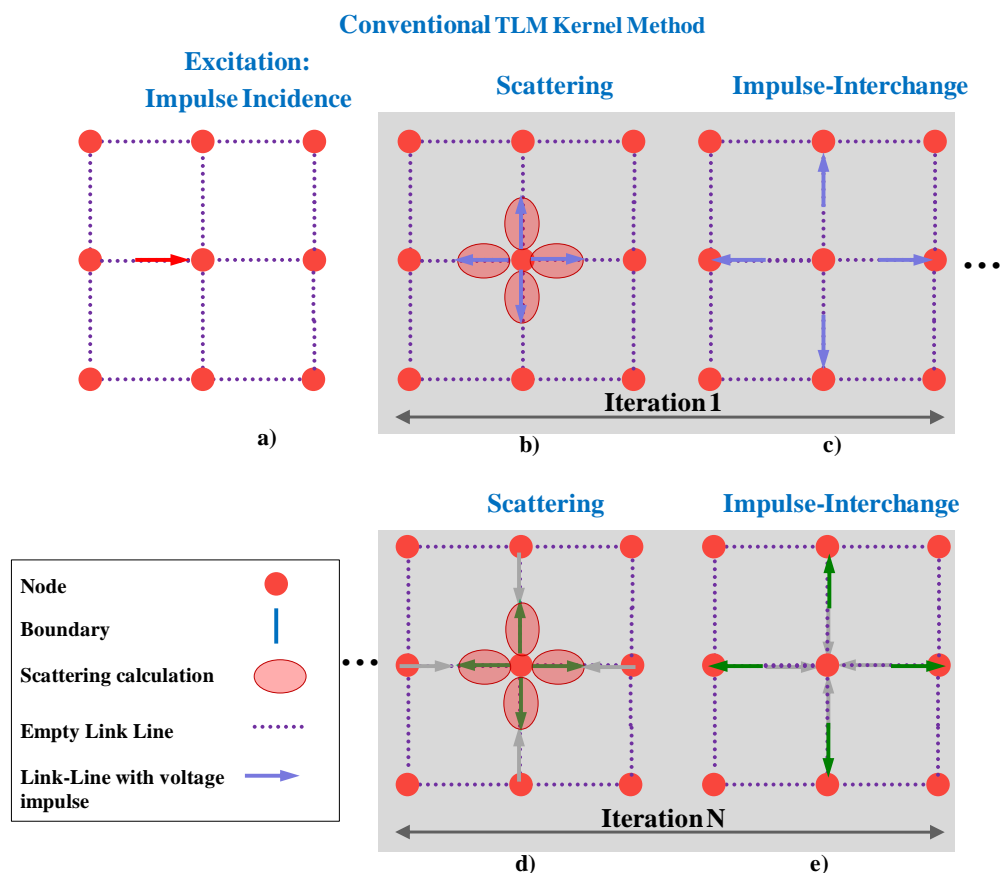 Conventional TLM Kernel Method
Excitation:
Impulse Incidence
Scattering
Impulse-Interchange
...
Iteration 1
a)
b)
c)
Scattering
Impulse-Interchange
Node
Boundary
Scattering calculation
Empty Link Line
Link-Line with voltage
impulse
...
Iteration N
d)
e)